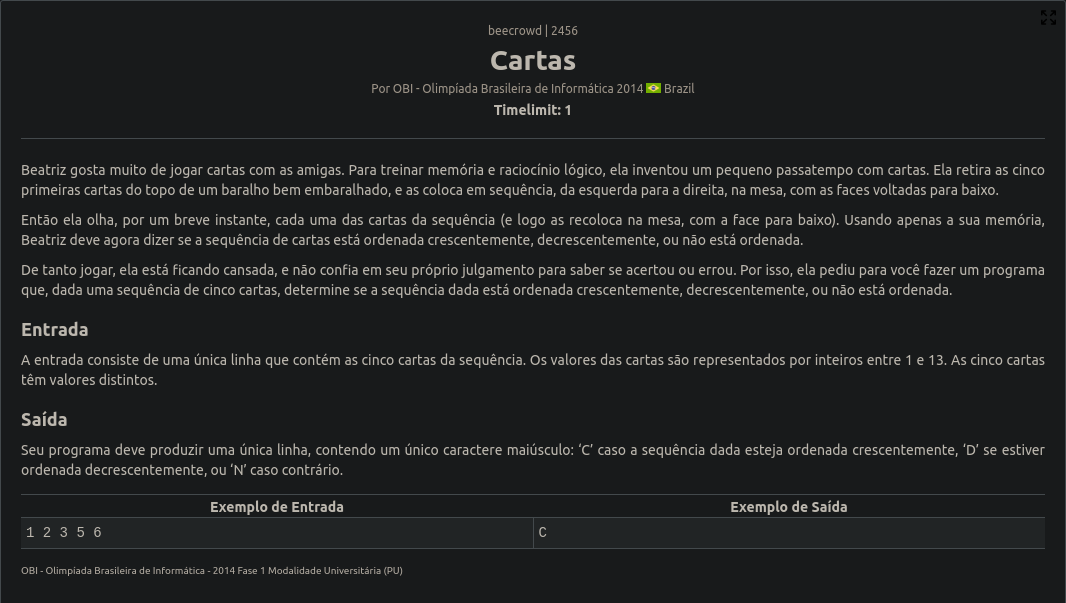 beecrowd | 2456
Cartas
Por OBI - Olimpíada Brasileira de Informática 2014 Brazil
Timelimit: 1
Beatriz gosta muito de jogar cartas com as amigas. Para treinar memória e raciocínio lógico, ela inventou um pequeno passatempo com cartas. Ela retira as cinco
primeiras cartas do topo de um baralho bem embaralhado, e as coloca em sequência, da esquerda para a direita, na mesa, com as faces voltadas para baixo.
Então ela olha, por um breve instante, cada uma das cartas da sequência (e logo as recoloca na mesa, com a face para baixo). Usando apenas a sua memória,
Beatriz deve agora dizer se a sequência de cartas está ordenada crescentemente, decrescentemente, ou não está ordenada.
De tanto jogar, ela está ficando cansada, e não confia em seu próprio julgamento para saber se acertou ou errou. Por isso, ela pediu para você fazer um programa
que, dada uma sequência de cinco cartas, determine se a sequência dada está ordenada crescentemente, decrescentemente, ou não está ordenada.
Entrada
A entrada consiste de uma única linha que contém as cinco cartas da sequência. Os valores das cartas são representados por inteiros entre 1 e 13. As cinco cartas
têm valores distintos.
Saída
Seu programa deve produzir uma única linha, contendo um único caractere maiúsculo: ‘C’ caso a sequência dada esteja ordenada crescentemente, ‘D’ se estiver
ordenada decrescentemente, ou ‘N’ caso contrário.
Exemplo de Entrada Exemplo de Saída
1 2 3 5 6 C
OBI - Olimpíada Brasileira de Informática - 2014 Fase 1 Modalidade Universitária (PU)